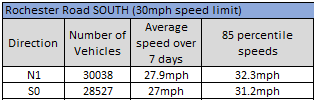 Rochester Road SOUTH (30mph speed limit)
Direction Number of Vehicles Average speed over 7 days 85 percentile speeds
N1 30038 27.9mph 32.3mph
S0 28527 27mph 31.2mph